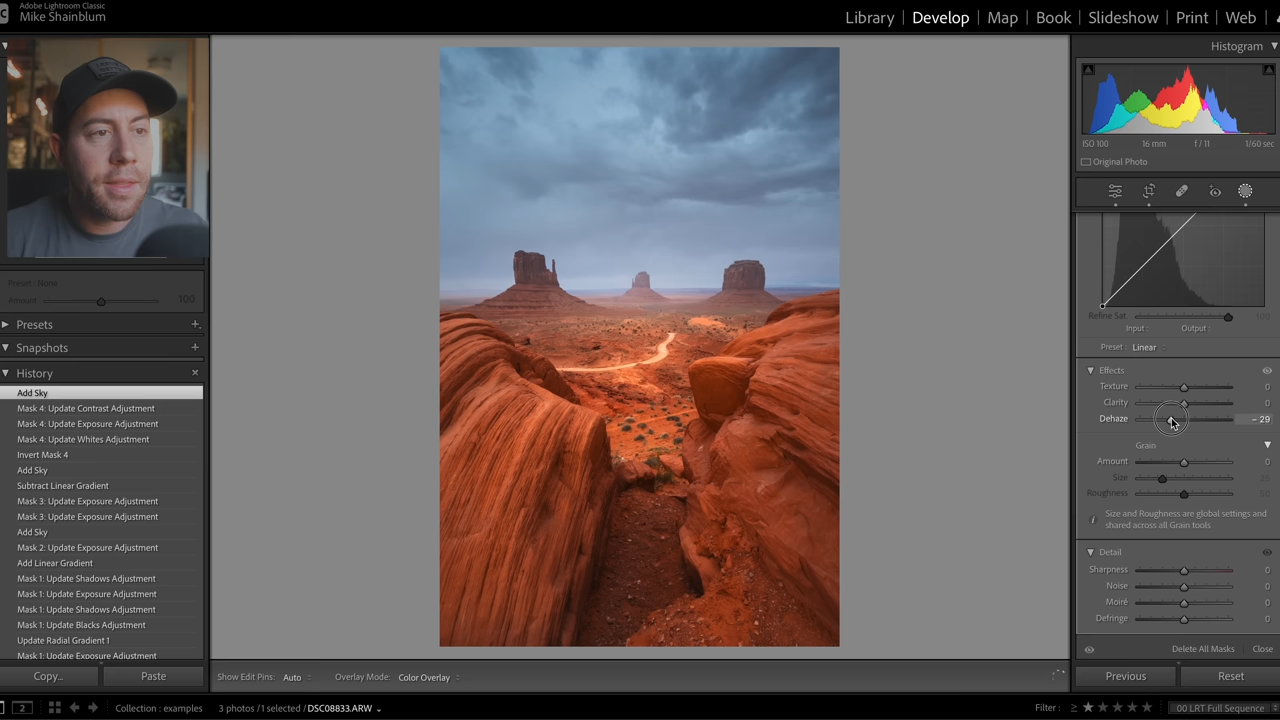 Adobe Lightroom Classic
Mike Shainblum
Library | Develop | Map | Book | Slideshow | Print | Web
Histogram
ISO 100 16 mm f / 11 1/60 sec
Original Photo
Preset : None
Amount 100
Presets
Snapshots
History
Add Sky
Mask 4: Update Contrast Adjustment
Mask 4: Update Exposure Adjustment
Mask 4: Update Whites Adjustment
Invert Mask 4
Add Sky
Subtract Linear Gradient
Mask 3: Update Exposure Adjustment
Mask 3: Update Exposure Adjustment
Add Sky
Mask 2: Update Exposure Adjustment
Add Linear Gradient
Mask 1: Update Shadows Adjustment
Mask 1: Update Exposure Adjustment
Mask 1: Update Shadows Adjustment
Mask 1: Update Blacks Adjustment
Update Radial Gradient 1
Mask 1: Update Exposure Adjustment
Copy... Paste
Refine Sat. 100
Input : Output :
Preset : Linear
Effects
Texture 0
Clarity 0
Dehaze – 29
Grain
Amount 0
Size 25
Roughness 50
Size and Roughness are global settings and
shared across all Grain tools
Detail
Sharpness 0
Noise 0
Moiré 0
Defringe 0
Delete All Masks Close
Show Edit Pins: Auto Overlay Mode: Color Overlay
Previous Reset
2 Collection : examples 3 photos / 1 selected / DSC08833.ARW
Filter : ≥ ★★★★★ 00 LRT Full Sequence